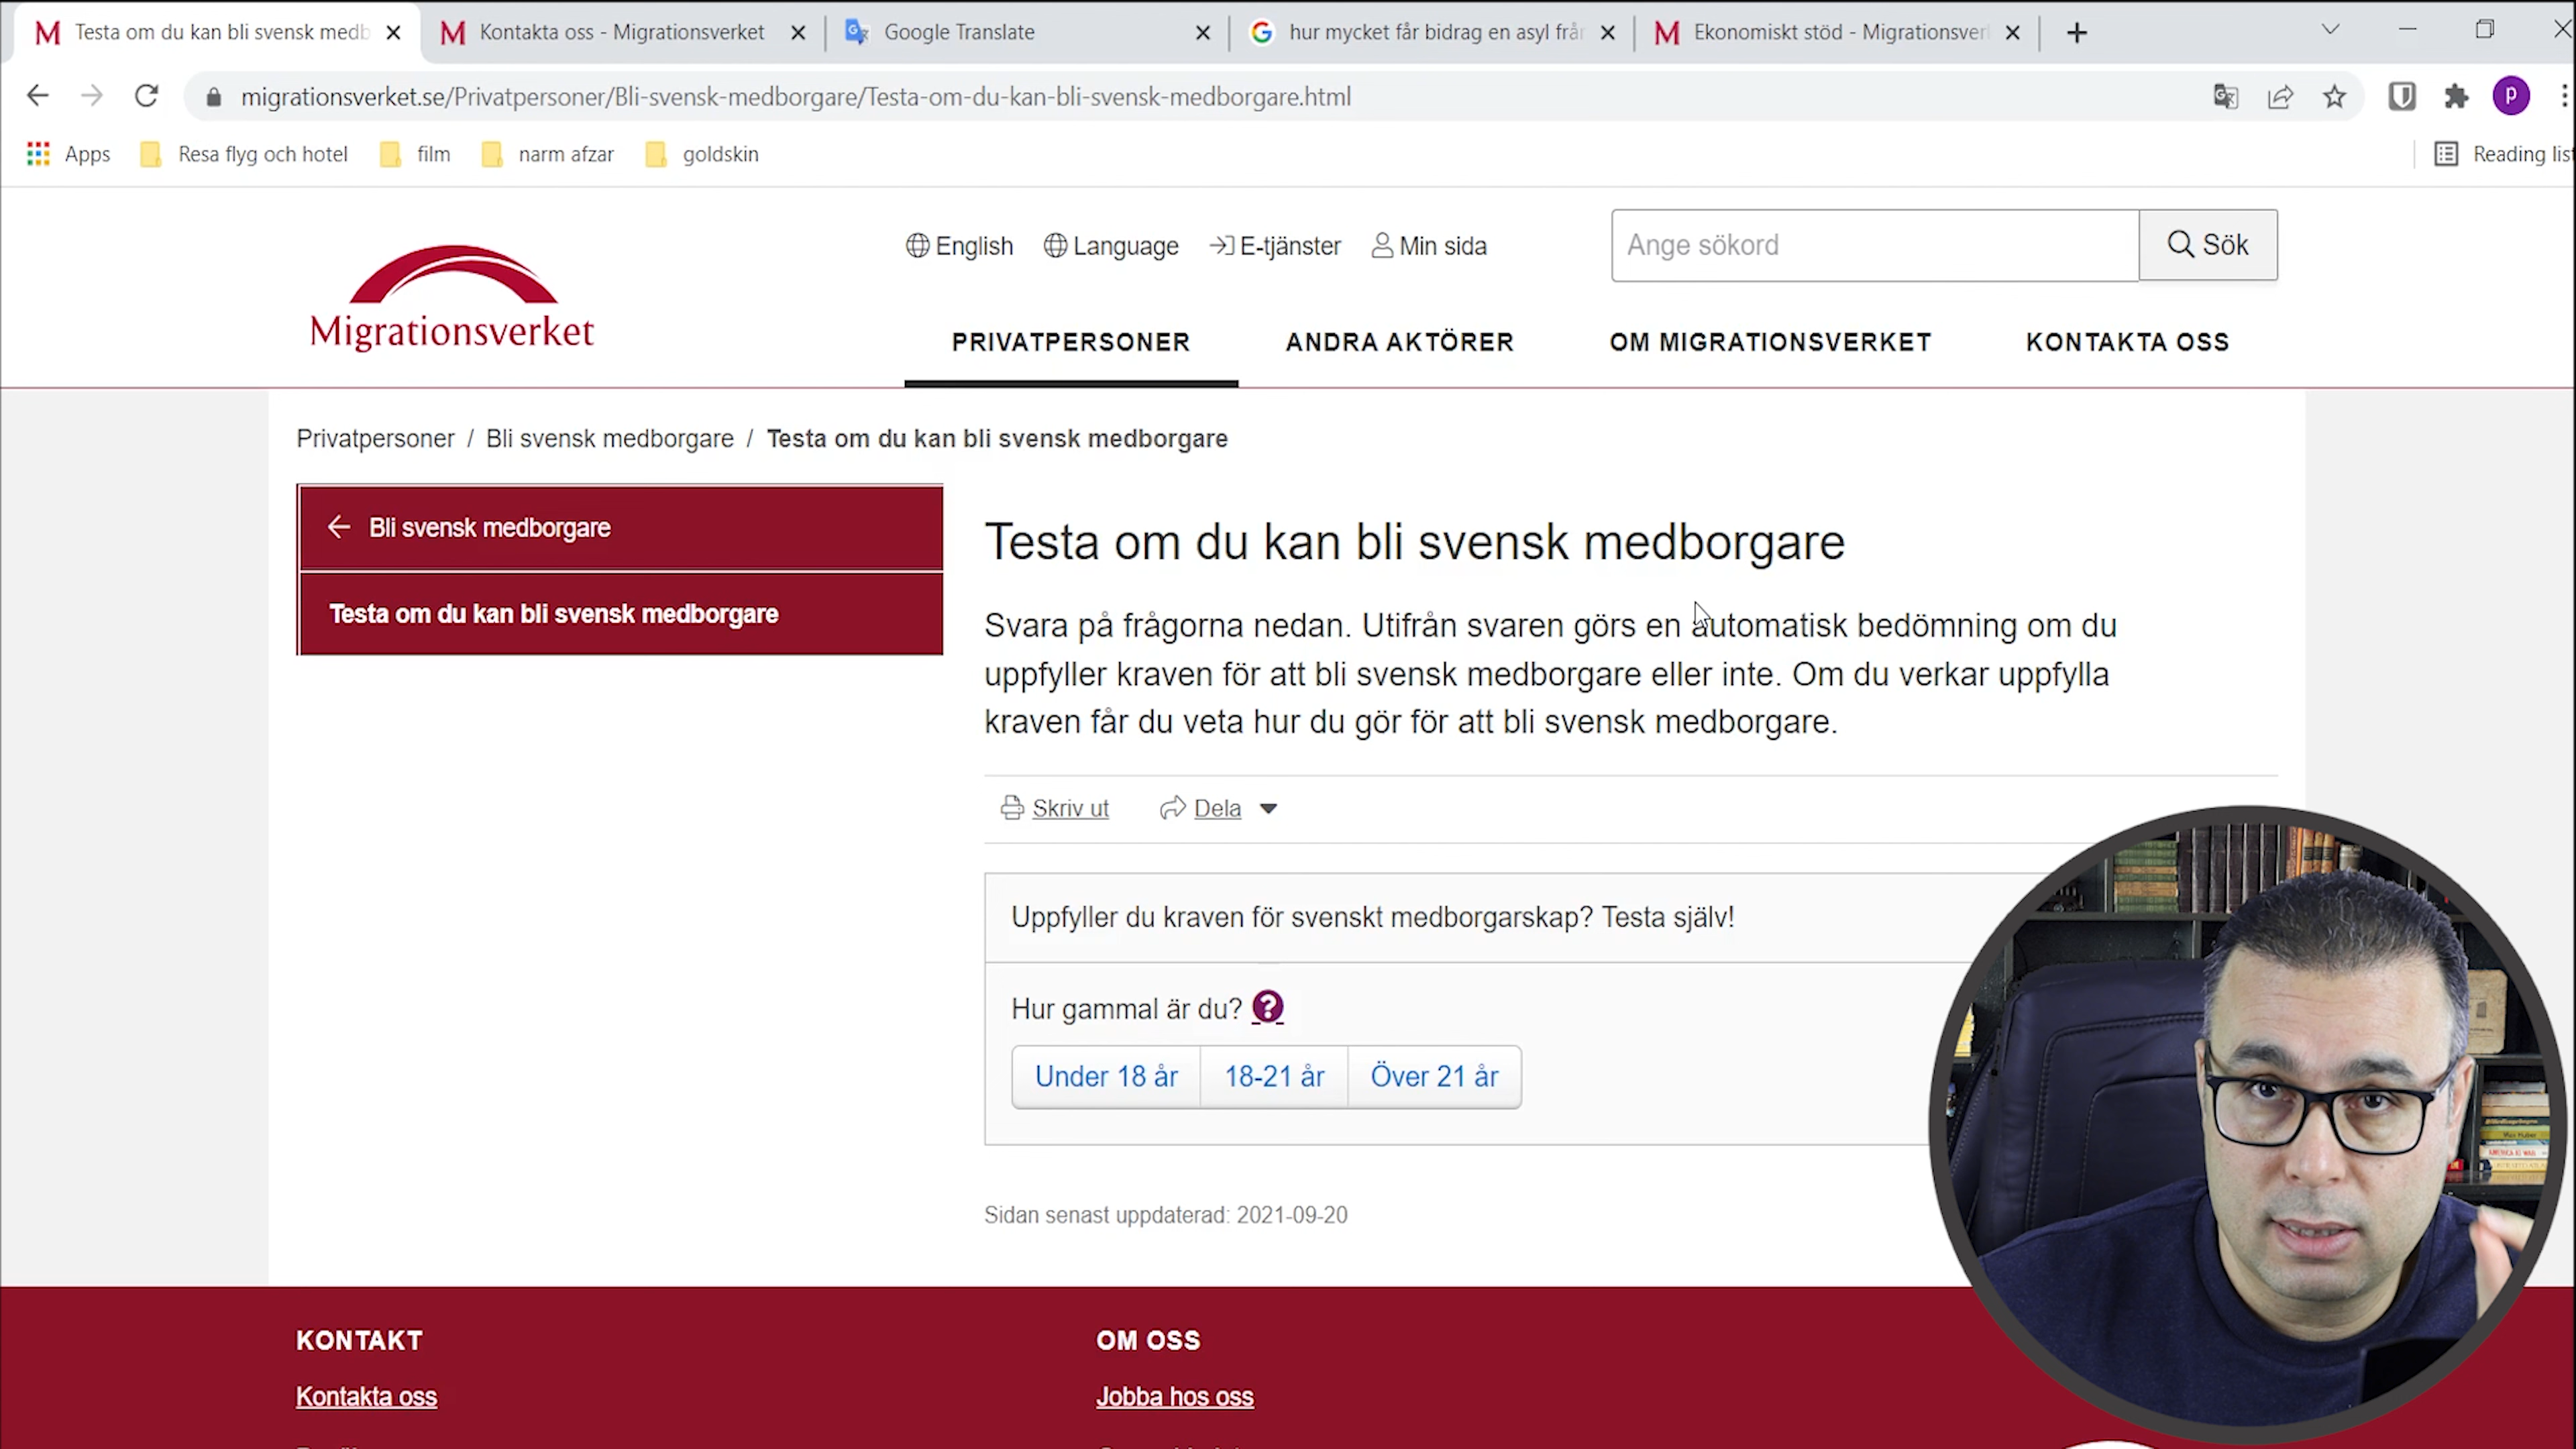 Testa om du kan bli svensk medb
Kontakta oss - Migrationsverket
Google Translate
hur mycket får bidrag en asyl frår
Ekonomiskt stöd - Migrationsverl
migrationsverket.se/Privatpersoner/Bli-svensk-medborgare/Testa-om-du-kan-bli-svensk-medborgare.html
P
Apps
Resa flyg och hotel
film
narm afzar
goldskin
Reading list
English
Language
E-tjänster
Min sida
Ange sökord
Sök
Migrationsverket
PRIVATPERSONER
ANDRA AKTÖRER
OM MIGRATIONSVERKET
KONTAKTA OSS
Privatpersoner / Bli svensk medborgare / Testa om du kan bli svensk medborgare
Bli svensk medborgare
Testa om du kan bli svensk medborgare
Testa om du kan bli svensk medborgare
Svara på frågorna nedan. Utifrån svaren görs en automatisk bedömning om du
uppfyller kraven för att bli svensk medborgare eller inte. Om du verkar uppfylla
kraven får du veta hur du gör för att bli svensk medborgare.
Skriv ut
Dela
Uppfyller du kraven för svenskt medborgarskap? Testa själv!
Hur gammal är du?
Under 18 år
18-21 år
Över 21 år
Sidan senast uppdaterad: 2021-09-20
KONTAKT
Kontakta oss
OM OSS
Jobba hos oss